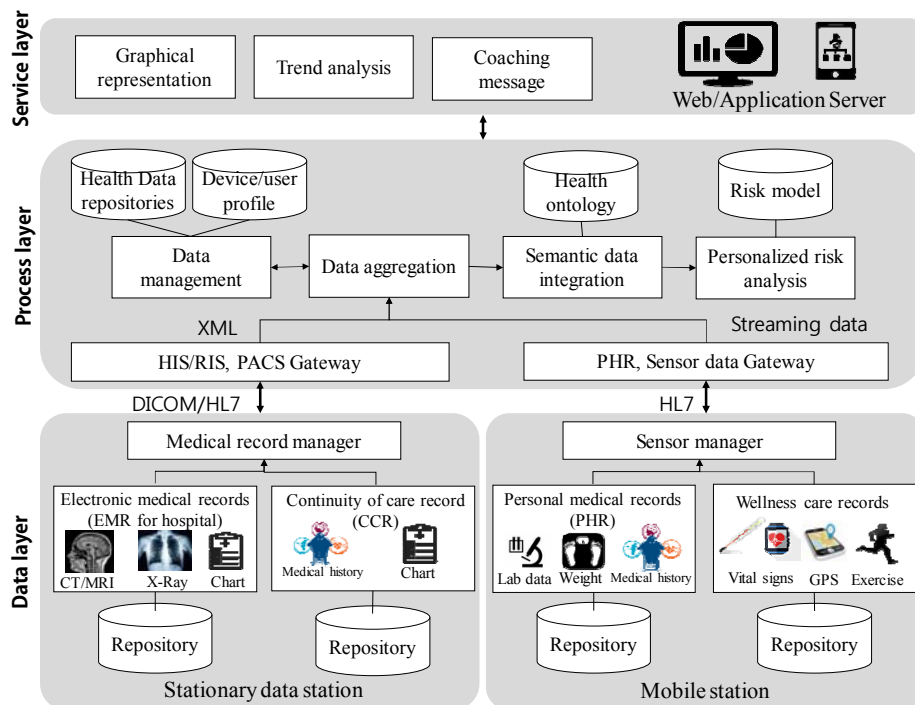 Service layer
Graphical
representation
Trend analysis
Coaching
message
Web/Application Server
Process layer
Health Data
repositories
Device/user
profile
Health
ontology
Risk model
Data
management
Data aggregation
Semantic data
integration
Personalized risk
analysis
XML
Streaming data
HIS/RIS, PACS Gateway
PHR, Sensor data Gateway
DICOM/HL7
HL7
Data layer
Medical record manager
Electronic medical records
(EMR for hospital)
CT/MRI
X-Ray
Chart
Continuity of care record
(CCR)
Medical history
Chart
Repository
Repository
Stationary data station
Sensor manager
Personal medical records
(PHR)
Lab data
Weight
Medical history
Wellness care records
Vital signs
GPS
Exercise
Repository
Repository
Mobile station